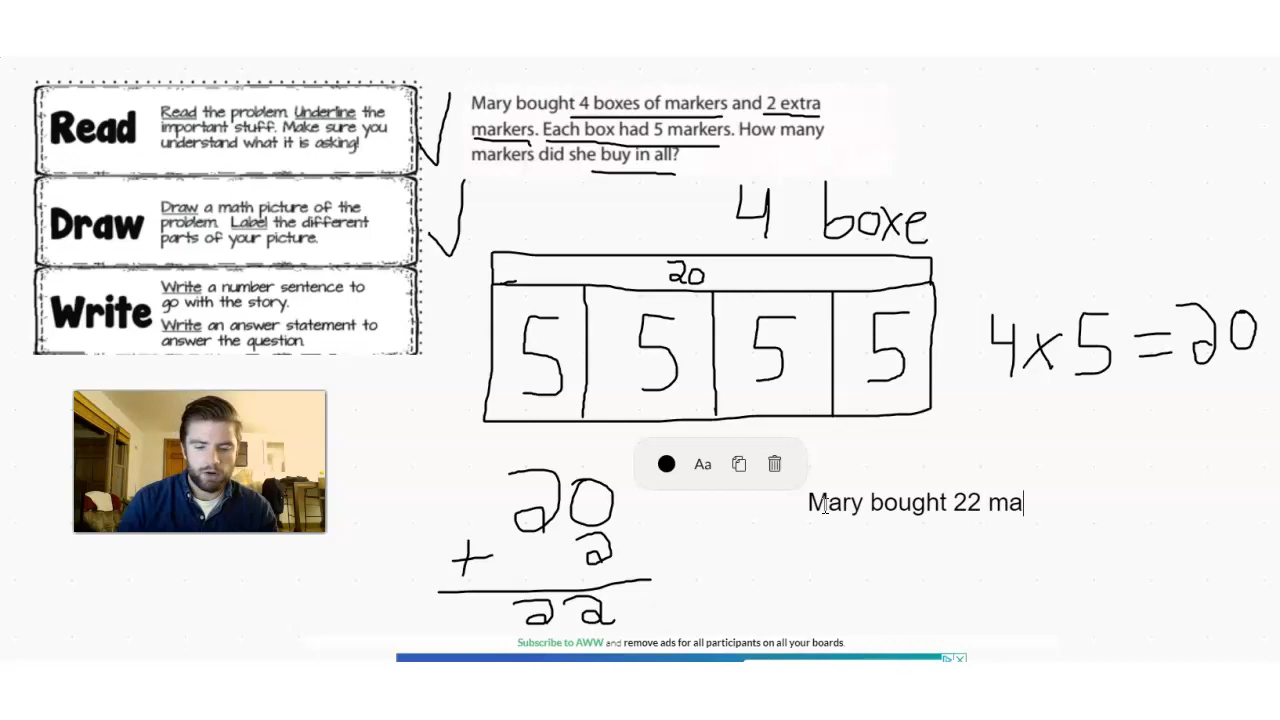 Read
Read the problem. Underline the
important stuff. Make sure you
understand what it is asking!
Draw
Draw a math picture of the
problem. Label the different
parts of your picture.
Write
Write a number sentence to
go with the story.
Write an answer statement to
answer the question.
Mary bought 4 boxes of markers and 2 extra
markers. Each box had 5 markers. How many
markers did she buy in all?
4 boxe
20
5 5 5 5
4x5=20
20
+ 2
22
Aa
Mary bought 22 ma
Subscribe to AWW and remove ads for all participants on all your boards.